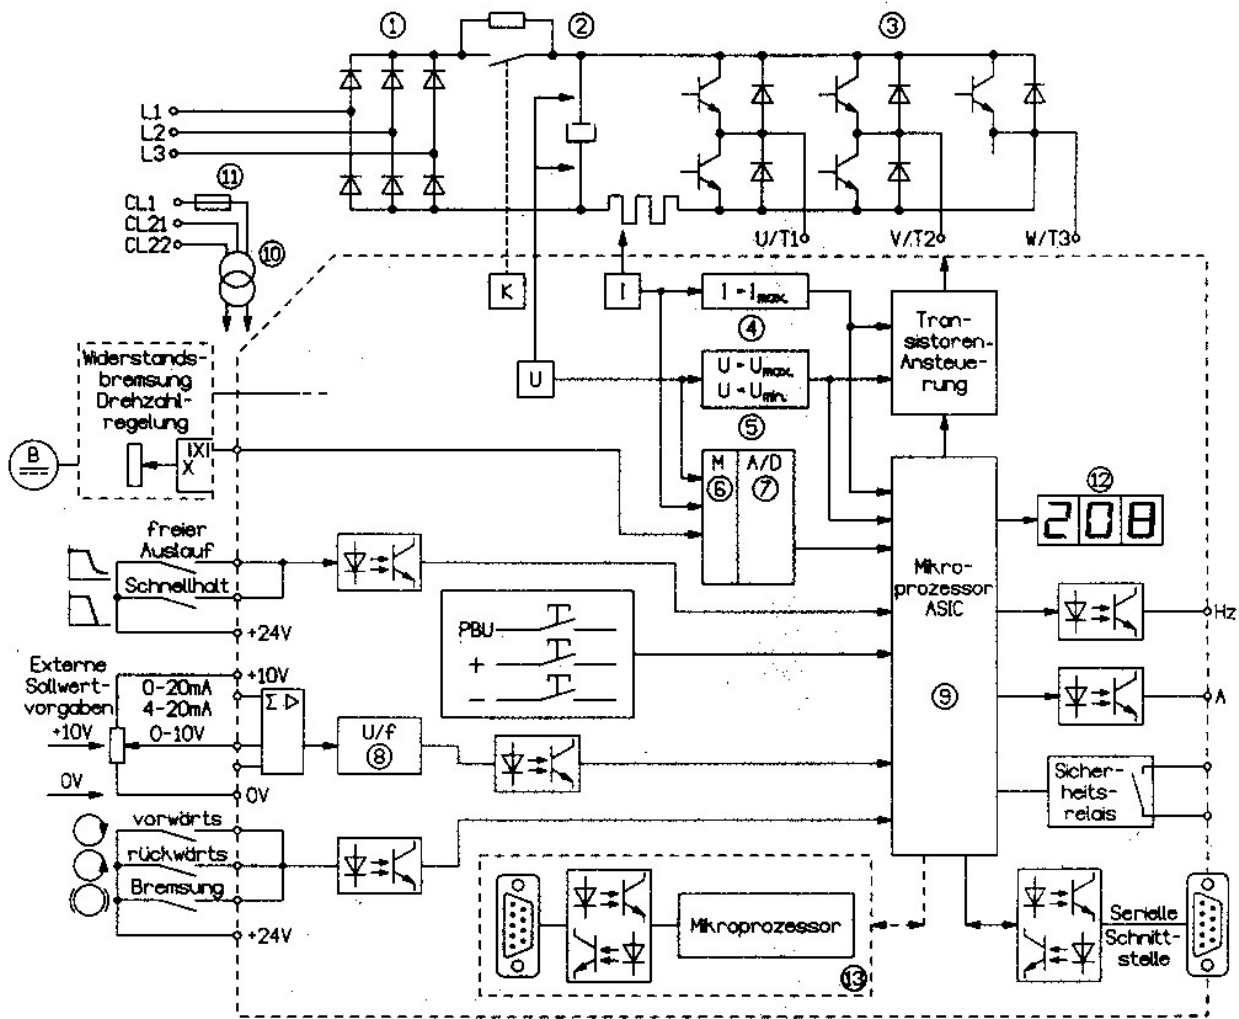 ① ② ③
L1
L2
L3
⑪
CL1
CL21
CL22
⑩
U/T1 V/T2 W/T3
K
I
I = Imax.
④
Tran-
sistoren-
Ansteue-
rung
U
U = Umax.
U = Umin.
⑤
Widerstands-
bremsung
Drehzahl-
regelung
B
|X|
X
M A/D
⑥ ⑦
⑫
208
freier
Auslauf
Schnellhalt
+24V
Mikro-
prozessor
ASIC
⑨
PBU
+
-
Hz
A
Externe
Sollwert-
vorgaben
+10V
0-20mA
4-20mA
+10V
0-10V
0V
0V
Σ
U/f
⑧
Sicher-
heits-
relais
vorwärts
rückwärts
Bremsung
+24V
Mikroprozessor
⑬
Serielle
Schnitt-
stelle